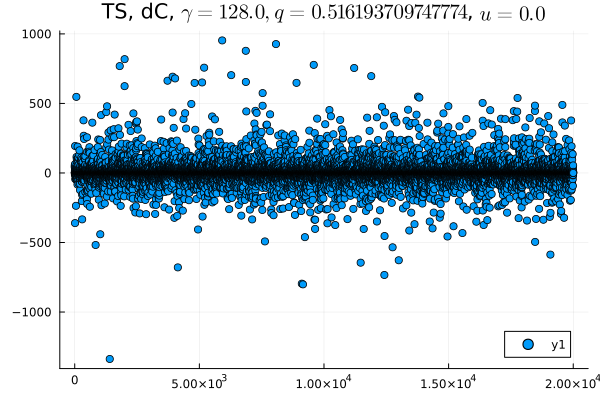 TS, dC, γ = 128.0, q = 0.516193709747774, u = 0.0
1000
500
0
−500
−1000
0 5.00×10³ 1.00×10⁴ 1.50×10⁴ 2.00×10⁴
y1